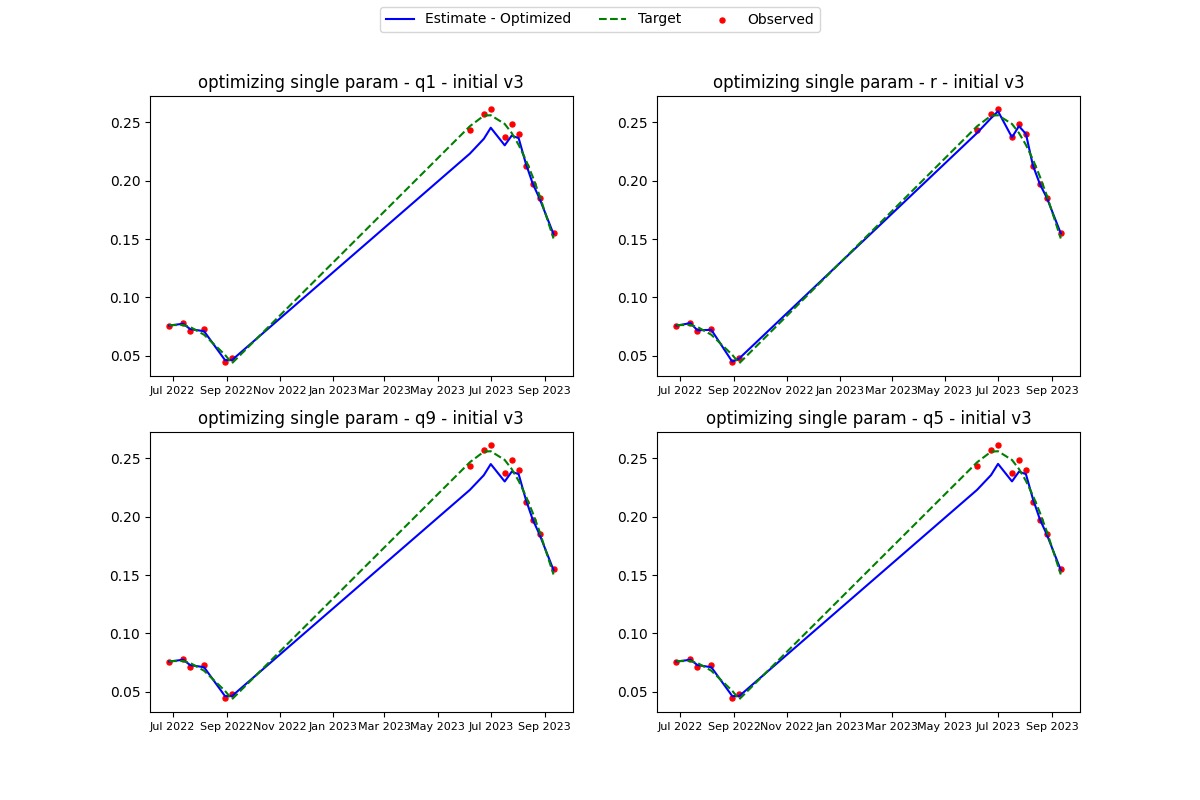 Estimate - Optimized Target Observed
optimizing single param - q1 - initial v3
0.25
0.20
0.15
0.10
0.05
Jul 2022 Sep 2022 Nov 2022 Jan 2023 Mar 2023 May 2023 Jul 2023 Sep 2023
optimizing single param - r - initial v3
0.25
0.20
0.15
0.10
0.05
Jul 2022 Sep 2022 Nov 2022 Jan 2023 Mar 2023 May 2023 Jul 2023 Sep 2023
optimizing single param - q9 - initial v3
0.25
0.20
0.15
0.10
0.05
Jul 2022 Sep 2022 Nov 2022 Jan 2023 Mar 2023 May 2023 Jul 2023 Sep 2023
optimizing single param - q5 - initial v3
0.25
0.20
0.15
0.10
0.05
Jul 2022 Sep 2022 Nov 2022 Jan 2023 Mar 2023 May 2023 Jul 2023 Sep 2023